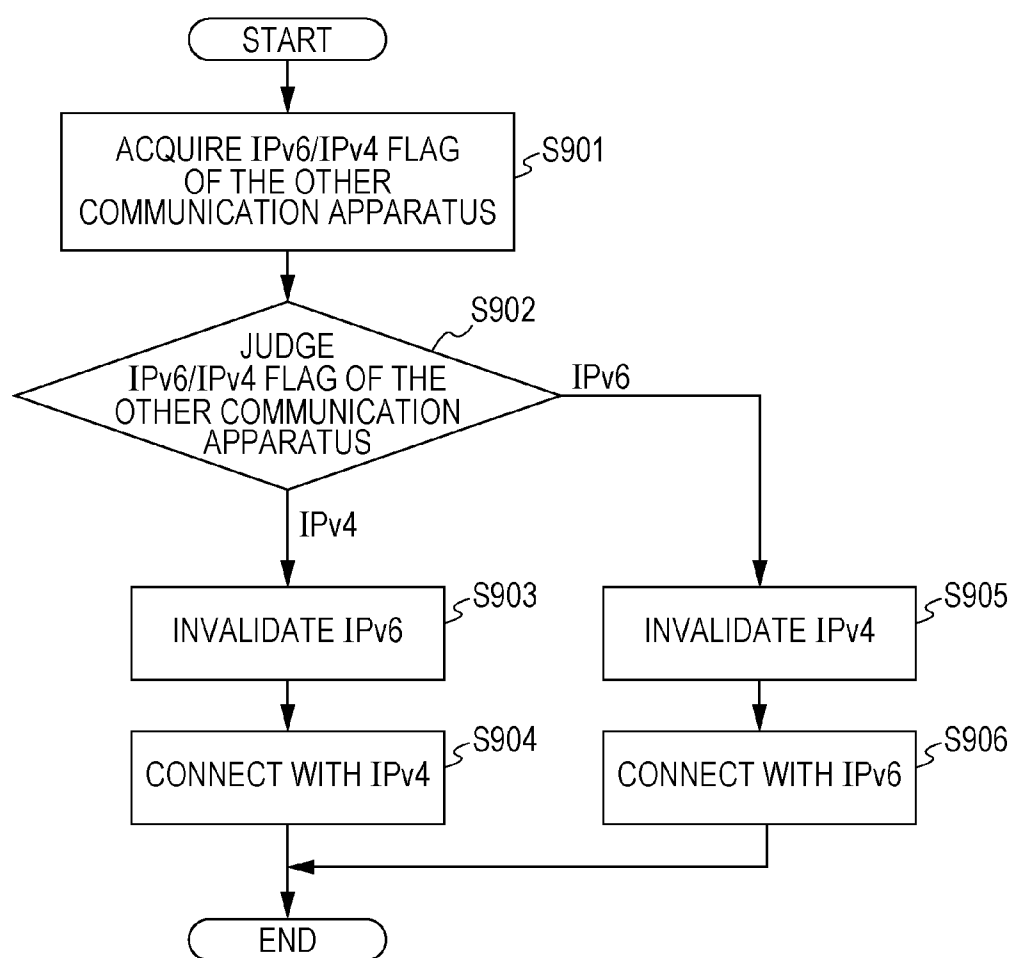 START
ACQUIRE IPv6/IPv4 FLAG
OF THE OTHER
COMMUNICATION APPARATUS
S901
JUDGE
IPv6/IPv4 FLAG OF THE
OTHER COMMUNICATION
APPARATUS
S902
IPv6
IPv4
INVALIDATE IPv6
S903
INVALIDATE IPv4
S905
CONNECT WITH IPv4
S904
CONNECT WITH IPv6
S906
END